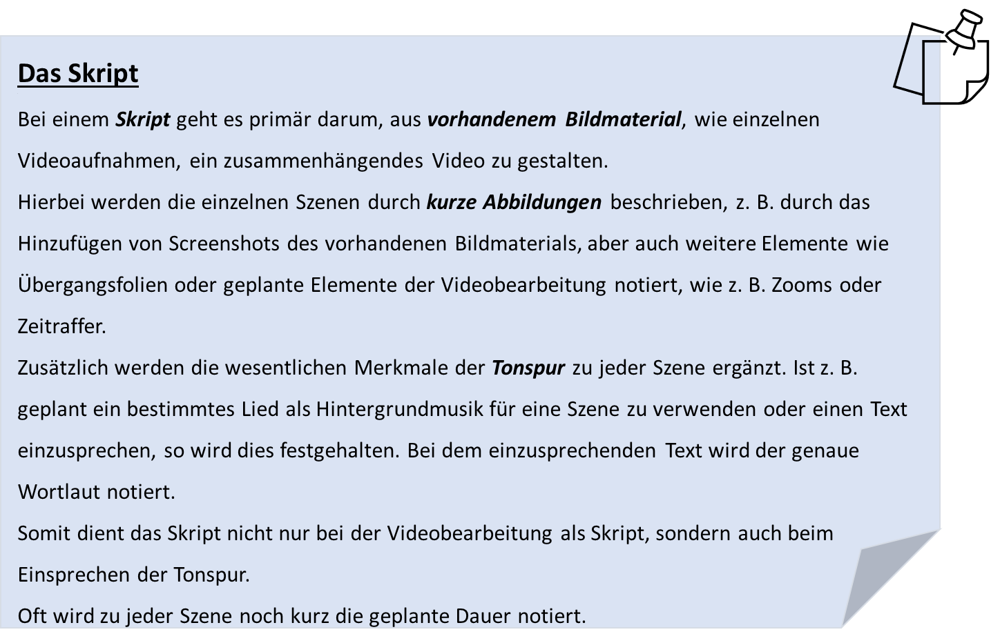 Das Skript
Bei einem Skript geht es primär darum, aus vorhandenem Bildmaterial, wie einzelnen
Videoaufnahmen, ein zusammenhängendes Video zu gestalten.
Hierbei werden die einzelnen Szenen durch kurze Abbildungen beschrieben, z. B. durch das
Hinzufügen von Screenshots des vorhandenen Bildmaterials, aber auch weitere Elemente wie
Übergangsfolien oder geplante Elemente der Videobearbeitung notiert, wie z. B. Zooms oder
Zeitraffer.
Zusätzlich werden die wesentlichen Merkmale der Tonspur zu jeder Szene ergänzt. Ist z. B.
geplant ein bestimmtes Lied als Hintergrundmusik für eine Szene zu verwenden oder einen Text
einzusprechen, so wird dies festgehalten. Bei dem einzusprechenden Text wird der genaue
Wortlaut notiert.
Somit dient das Skript nicht nur bei der Videobearbeitung als Skript, sondern auch beim
Einsprechen der Tonspur.
Oft wird zu jeder Szene noch kurz die geplante Dauer notiert.